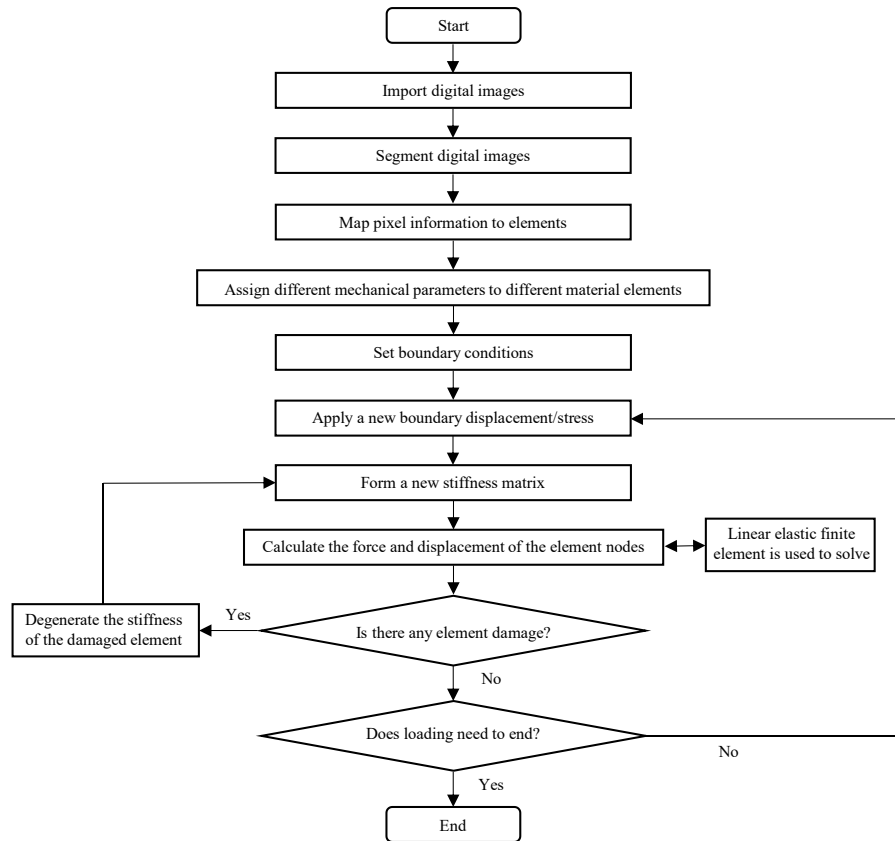 Start
Import digital images
Segment digital images
Map pixel information to elements
Assign different mechanical parameters to different material elements
Set boundary conditions
Apply a new boundary displacement/stress
Form a new stiffness matrix
Calculate the force and displacement of the element nodes
Linear elastic finite
element is used to solve
Is there any element damage?
Yes
Degenerate the stiffness
of the damaged element
No
Does loading need to end?
No
Yes
End